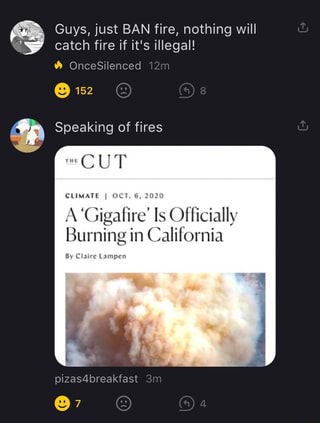 Guys, just BAN fire, nothing will
catch fire if it's illegal!
OnceSilenced 12m
152 8
Speaking of fires
THE CUT
CLIMATE | OCT. 6, 2020
A ‘Gigafire’ Is Officially
Burning in California
By Claire Lampen
pizas4breakfast 3m
7 4